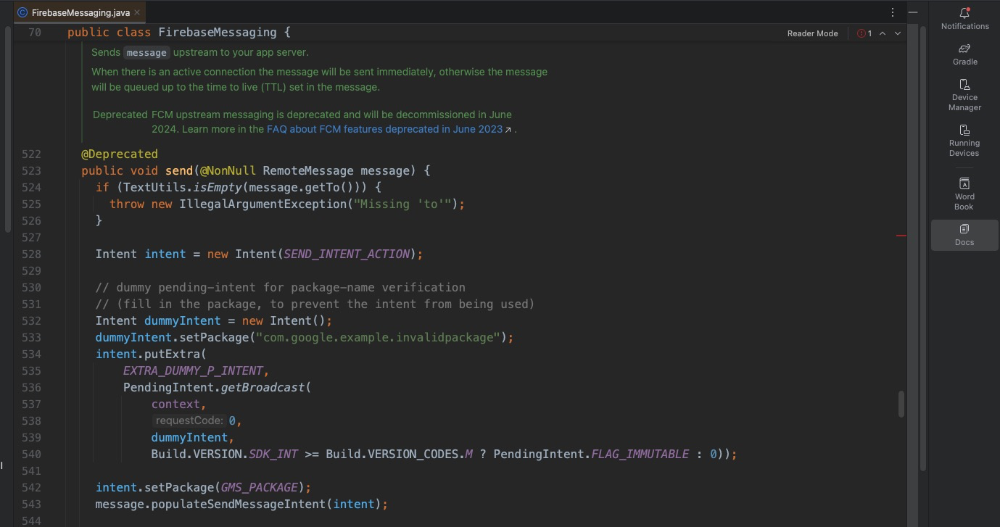 FirebaseMessaging.java
70 public class FirebaseMessaging {
Reader Mode 1
Sends message upstream to your app server.
When there is an active connection the message will be sent immediately, otherwise the message
will be queued up to the time to live (TTL) set in the message.
Deprecated FCM upstream messaging is deprecated and will be decommissioned in June
2024. Learn more in the FAQ about FCM features deprecated in June 2023 ↗ .
522 @Deprecated
523 public void send(@NonNull RemoteMessage message) {
524 if (TextUtils.isEmpty(message.getTo())) {
525 throw new IllegalArgumentException("Missing 'to'");
526 }
527
528 Intent intent = new Intent(SEND_INTENT_ACTION);
529
530 // dummy pending-intent for package-name verification
531 // (fill in the package, to prevent the intent from being used)
532 Intent dummyIntent = new Intent();
533 dummyIntent.setPackage("com.google.example.invalidpackage");
534 intent.putExtra(
535 EXTRA_DUMMY_P_INTENT,
536 PendingIntent.getBroadcast(
537 context,
538 requestCode: 0,
539 dummyIntent,
540 Build.VERSION.SDK_INT >= Build.VERSION_CODES.M ? PendingIntent.FLAG_IMMUTABLE : 0));
541
542 intent.setPackage(GMS_PACKAGE);
543 message.populateSendMessageIntent(intent);
544
Notifications
Gradle
Device
Manager
Running
Devices
Word
Book
Docs